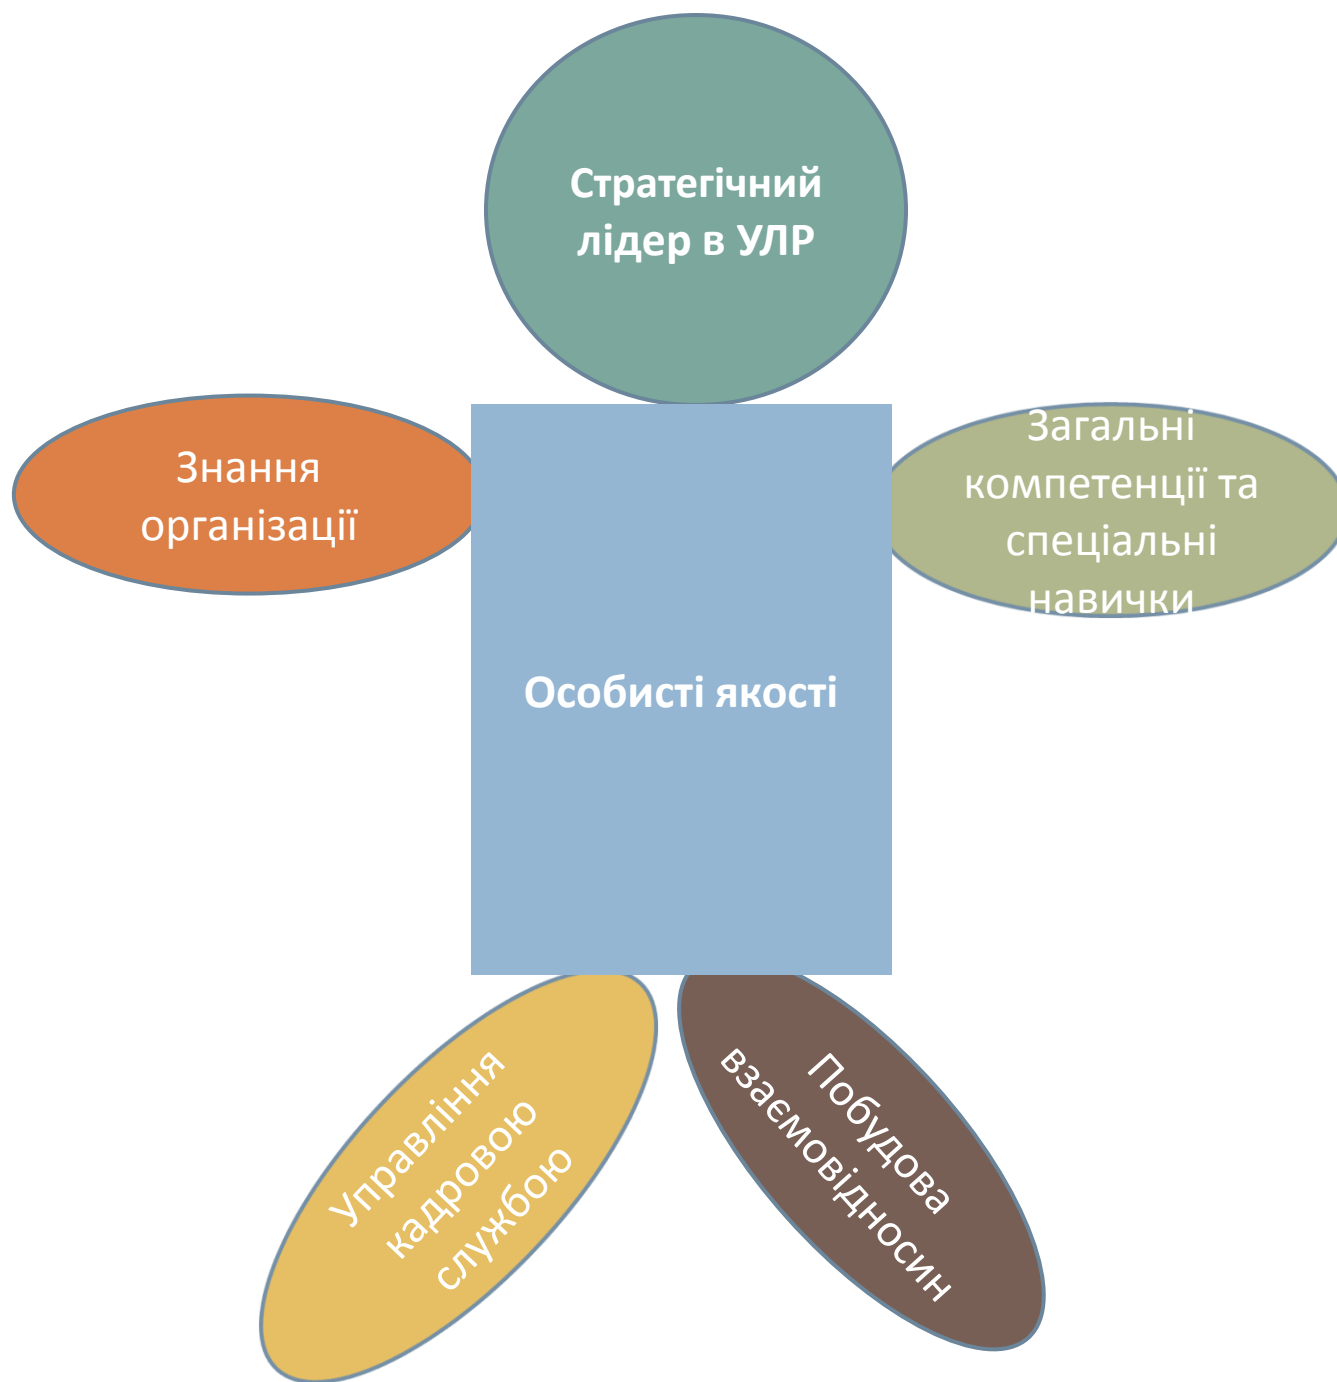 Стратегічний
лідер в УЛР
Знання
організації
Загальні
компетенції та
спеціальні
навички
Особисті якості
Управління
кадровою
службою
Побудова
взаємовідносин